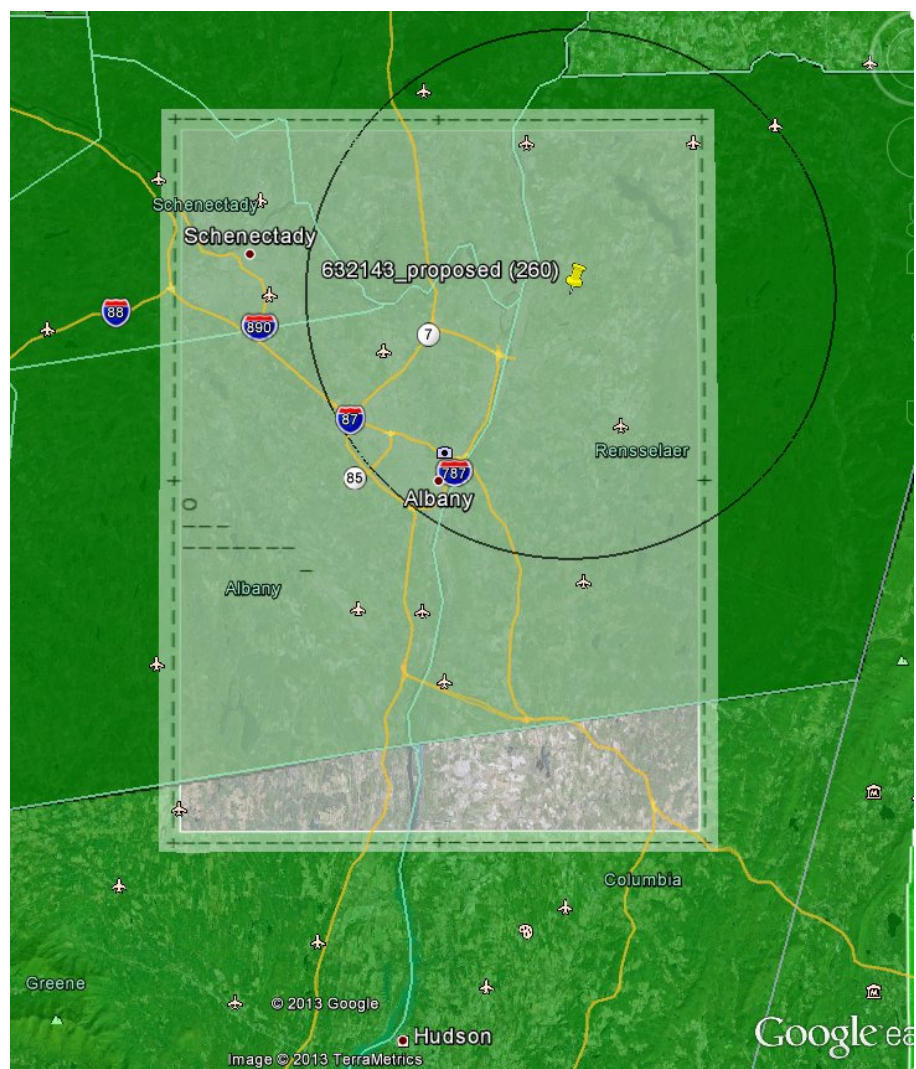 Schenectady
Schenectady
632143_proposed (260)
88
890
7
87
Rensselaer
85
787
Albany
Albany
Columbia
Greene
© 2013 Google
Hudson
Google ea
Image © 2013 TerraMetrics